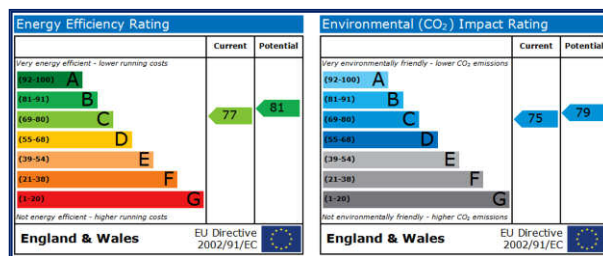 Energy Efficiency Rating
Current Potential
Very energy efficient - lower running costs
(92-100) A
(81-91) B
(69-80) C
(55-68) D
(39-54) E
(21-38) F
(1-20) G
77
81
Not energy efficient - higher running costs
England & Wales
EU Directive
2002/91/EC
Environmental (CO₂) Impact Rating
Current Potential
Very environmentally friendly - lower CO₂ emissions
(92-100) A
(81-91) B
(69-80) C
(55-68) D
(39-54) E
(21-38) F
(1-20) G
75
79
Not environmentally friendly - higher CO₂ emissions
England & Wales
EU Directive
2002/91/EC